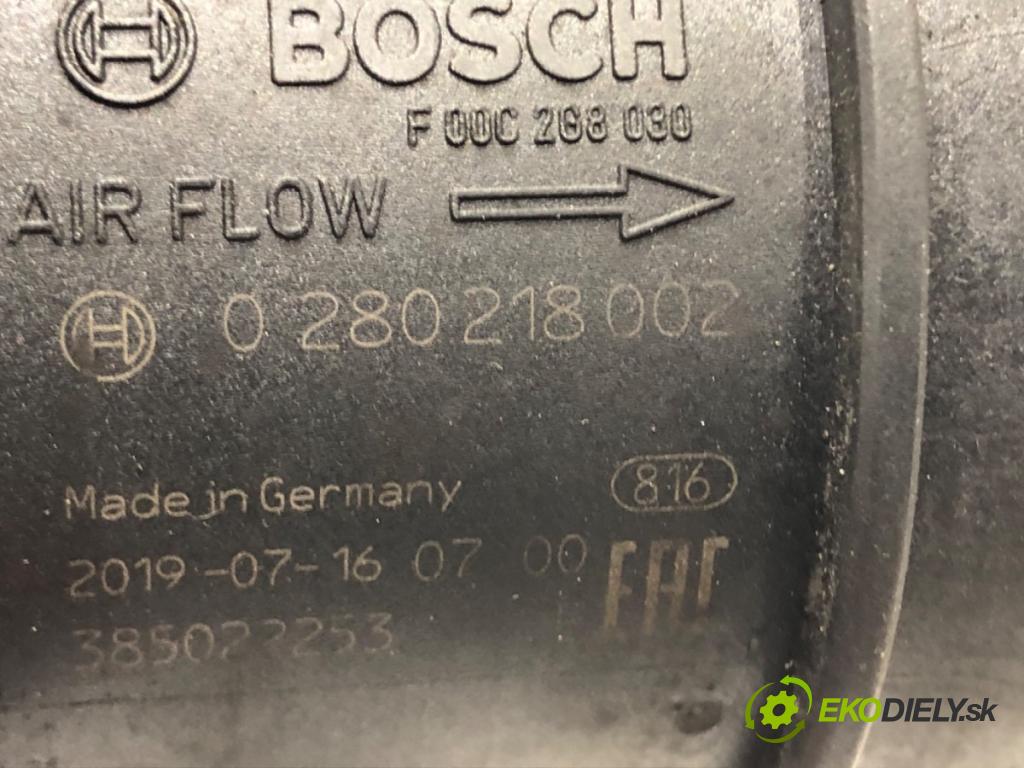 BOSCH
F 00C 2G8 030
AIR FLOW
0 280 218 002
Made in Germany
816
2019-07-16 07 00
EAC
385022253
EKODIELY.sk